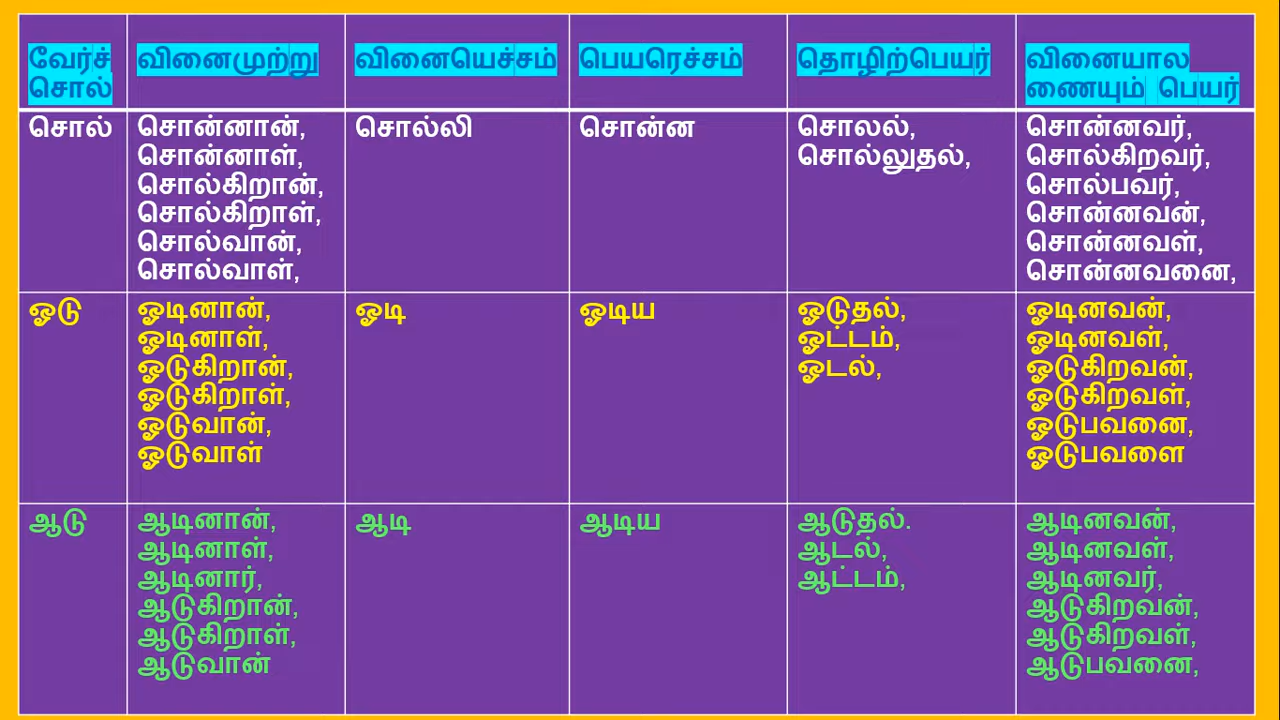 வேர்ச்
சொல்
வினைமுற்று
வினையெச்சம்
பெயரெச்சம்
தொழிற்பெயர்
வினையால
ணையும் பெயர்
சொல்
சொன்னான்,
சொன்னாள்,
சொல்கிறான்,
சொல்கிறாள்,
சொல்வான்,
சொல்வாள்,
சொல்லி
சொன்ன
சொலல்,
சொல்லுதல்,
சொன்னவர்,
சொல்கிறவர்,
சொல்பவர்,
சொன்னவன்,
சொன்னவள்,
சொன்னவனை,
ஓடு
ஓடினான்,
ஓடினாள்,
ஓடுகிறான்,
ஓடுகிறாள்,
ஓடுவான்,
ஓடுவாள்
ஓடி
ஓடிய
ஓடுதல்,
ஓட்டம்,
ஓடல்,
ஓடினவன்,
ஓடினவள்,
ஓடுகிறவன்,
ஓடுகிறவள்,
ஓடுபவனை,
ஓடுபவளை
ஆடு
ஆடினான்,
ஆடினாள்,
ஆடினார்,
ஆடுகிறான்,
ஆடுகிறாள்,
ஆடுவான்
ஆடி
ஆடிய
ஆடுதல்.
ஆடல்,
ஆட்டம்,
ஆடினவன்,
ஆடினவள்,
ஆடினவர்,
ஆடுகிறவன்,
ஆடுகிறவள்,
ஆடுபவனை,